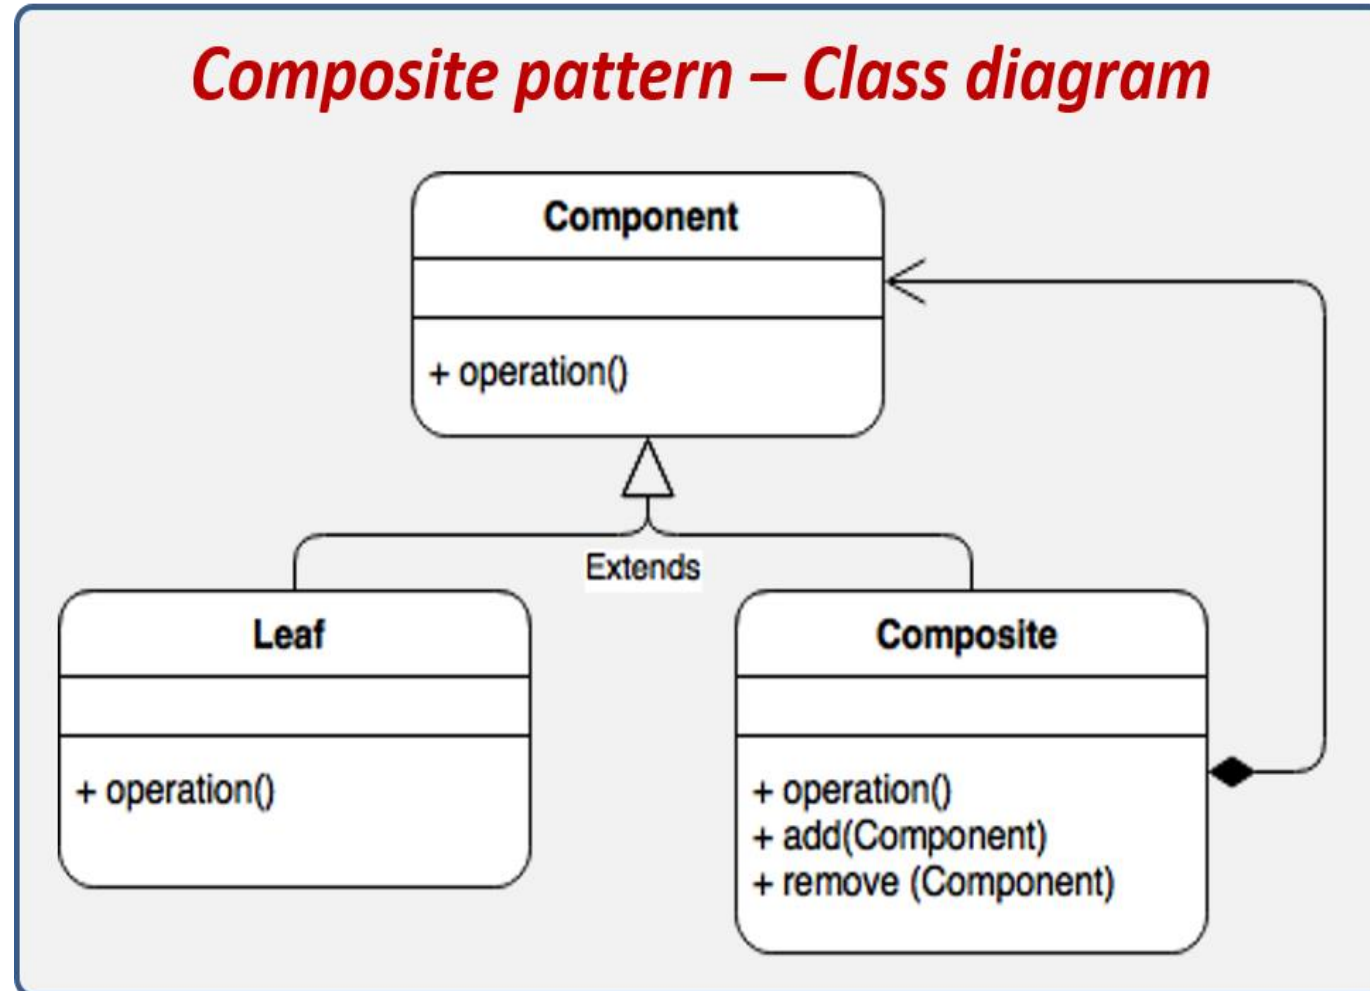 Composite pattern – Class diagram
Component
+ operation()
Extends
Leaf
+ operation()
Composite
+ operation()
+ add(Component)
+ remove (Component)